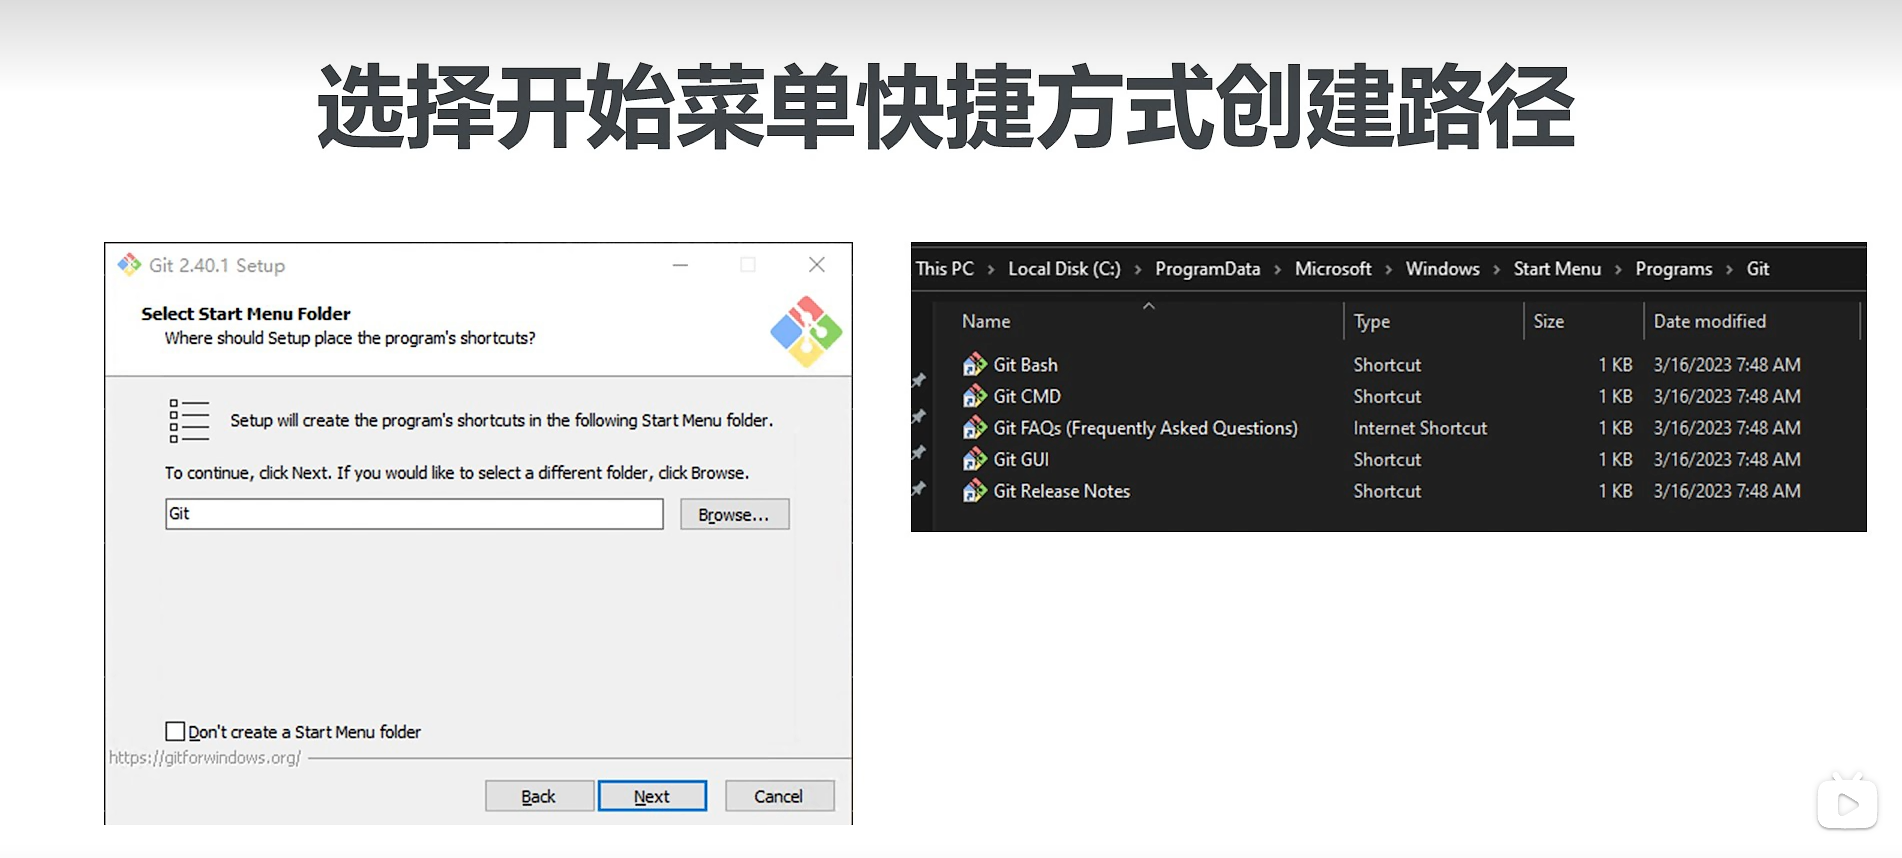 选择开始菜单快捷方式创建路径
Git 2.40.1 Setup
Select Start Menu Folder
Where should Setup place the program's shortcuts?
Setup will create the program's shortcuts in the following Start Menu folder.
To continue, click Next. If you would like to select a different folder, click Browse.
Git
Browse...
Don't create a Start Menu folder
https://gitforwindows.org/
Back Next Cancel
This PC > Local Disk (C:) > ProgramData > Microsoft > Windows > Start Menu > Programs > Git
Name Type Size Date modified
Git Bash Shortcut 1 KB 3/16/2023 7:48 AM
Git CMD Shortcut 1 KB 3/16/2023 7:48 AM
Git FAQs (Frequently Asked Questions) Internet Shortcut 1 KB 3/16/2023 7:48 AM
Git GUI Shortcut 1 KB 3/16/2023 7:48 AM
Git Release Notes Shortcut 1 KB 3/16/2023 7:48 AM